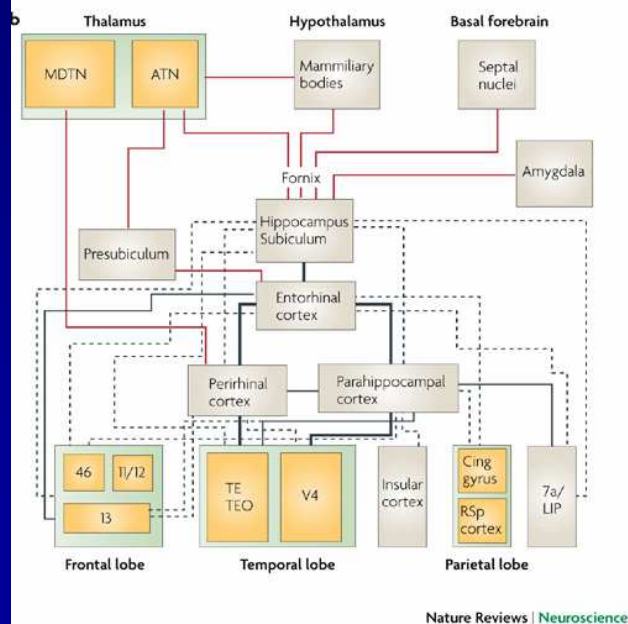 b
Thalamus
Hypothalamus
Basal forebrain
MDTN
ATN
Mammiliary
bodies
Septal
nuclei
Fornix
Amygdala
Hippocampus
Subiculum
Presubiculum
Entorhinal
cortex
Perirhinal
cortex
Parahippocampal
cortex
46
11/12
13
TE
TEO
V4
Insular
cortex
Cing
gyrus
RSp
cortex
7a/
LIP
Frontal lobe
Temporal lobe
Parietal lobe
Nature Reviews | Neuroscience